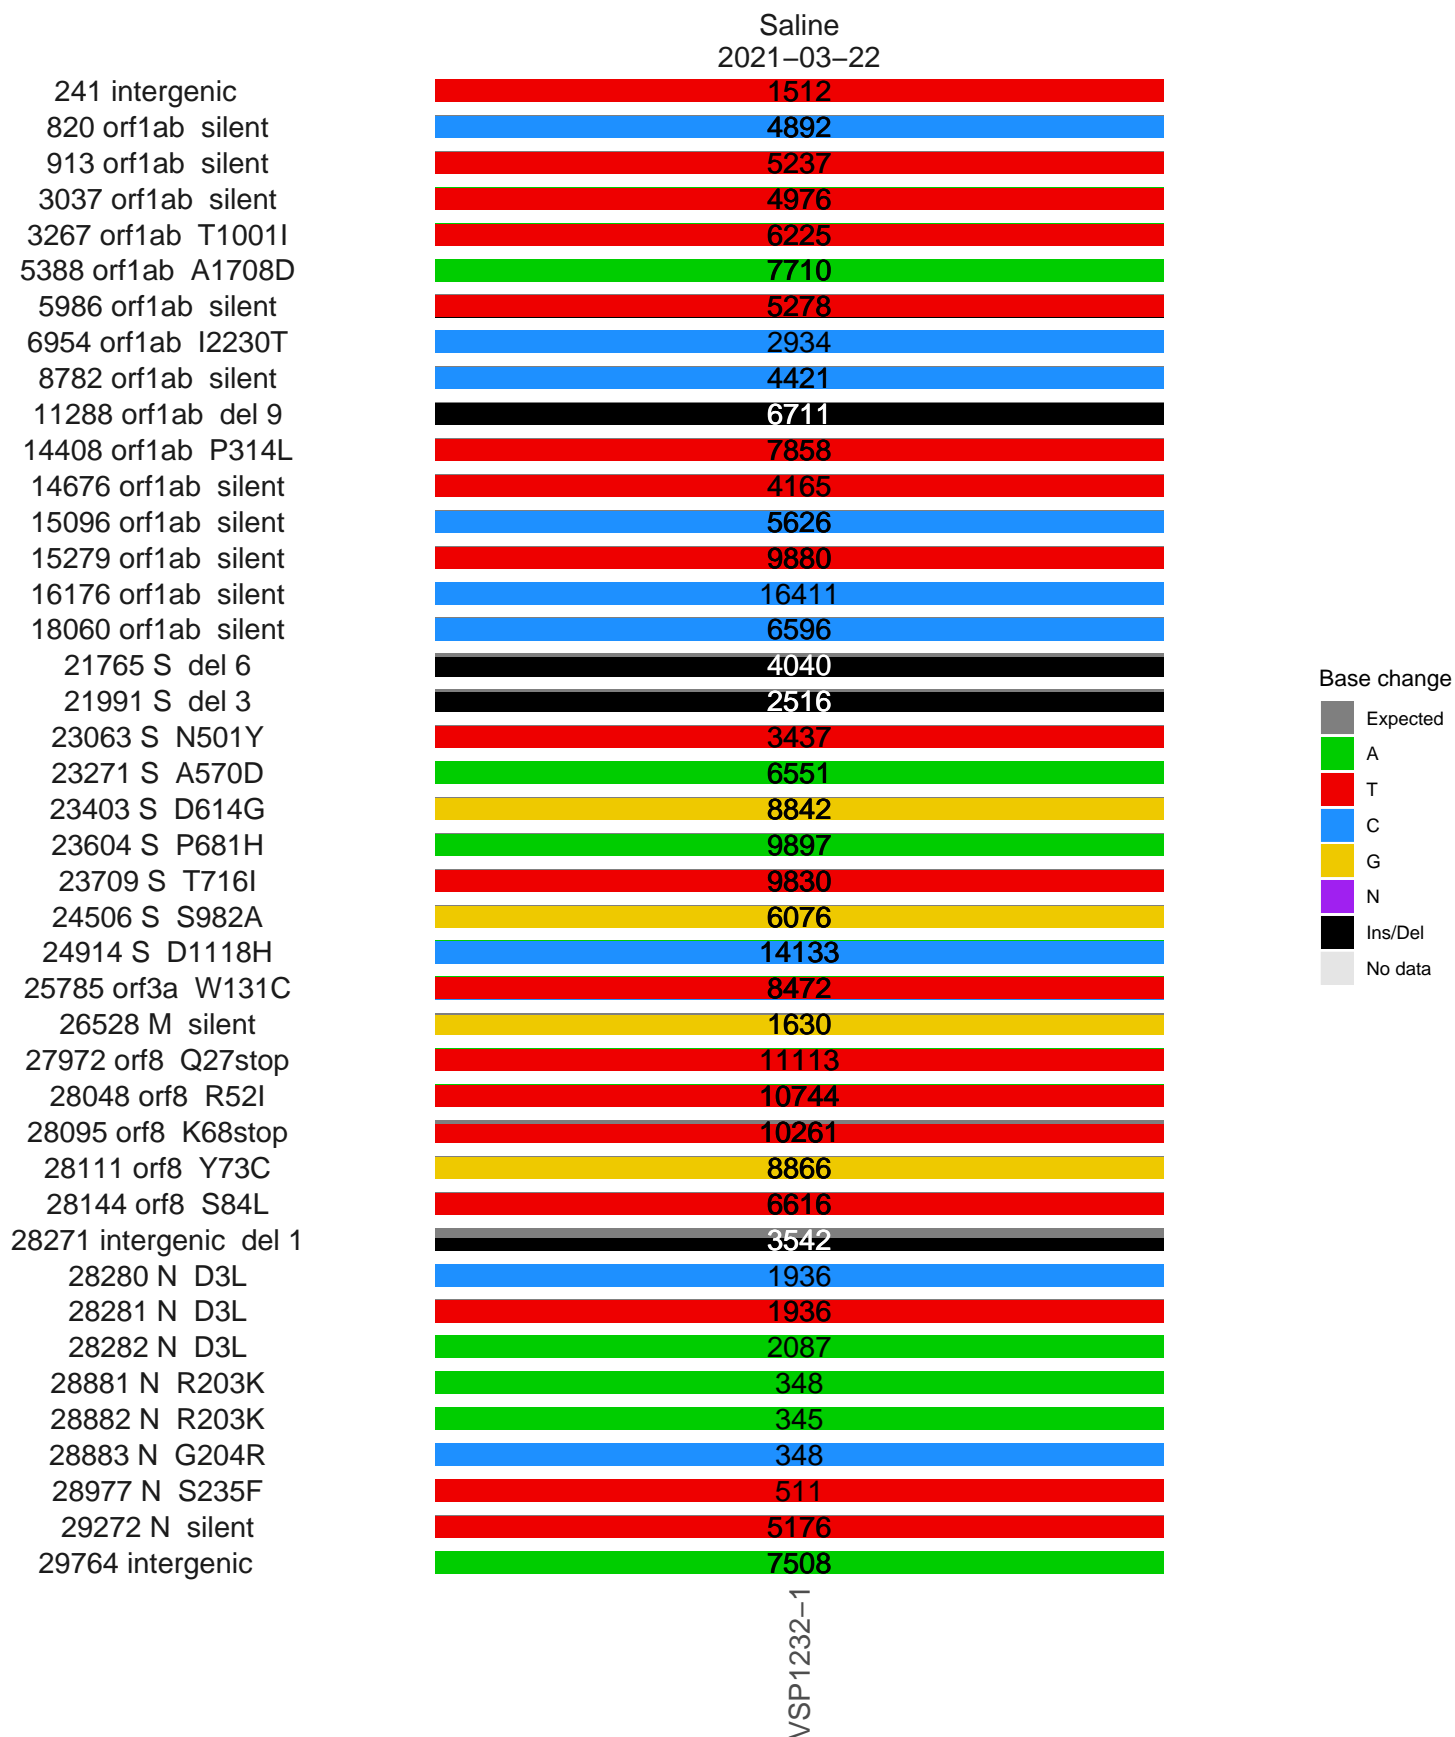 Saline
2021−03−22
241 intergenic 1512
820 orf1ab silent 4892
913 orf1ab silent 5237
3037 orf1ab silent 4976
3267 orf1ab T1001I 6225
5388 orf1ab A1708D 7710
5986 orf1ab silent 5278
6954 orf1ab I2230T 2934
8782 orf1ab silent 4421
11288 orf1ab del 9 6711
14408 orf1ab P314L 7858
14676 orf1ab silent 4165
15096 orf1ab silent 5626
15279 orf1ab silent 9880
16176 orf1ab silent 16411
18060 orf1ab silent 6596
21765 S del 6 4040
21991 S del 3 2516
23063 S N501Y 3437
23271 S A570D 6551
23403 S D614G 8842
23604 S P681H 9897
23709 S T716I 9830
24506 S S982A 6076
24914 S D1118H 14133
25785 orf3a W131C 8472
26528 M silent 1630
27972 orf8 Q27stop 11113
28048 orf8 R52I 10744
28095 orf8 K68stop 10261
28111 orf8 Y73C 8866
28144 orf8 S84L 6616
28271 intergenic del 1 3542
28280 N D3L 1936
28281 N D3L 1936
28282 N D3L 2087
28881 N R203K 348
28882 N R203K 345
28883 N G204R 348
28977 N S235F 511
29272 N silent 5176
29764 intergenic 7508
VSP1232−1
Base change
Expected
A
T
C
G
N
Ins/Del
No data